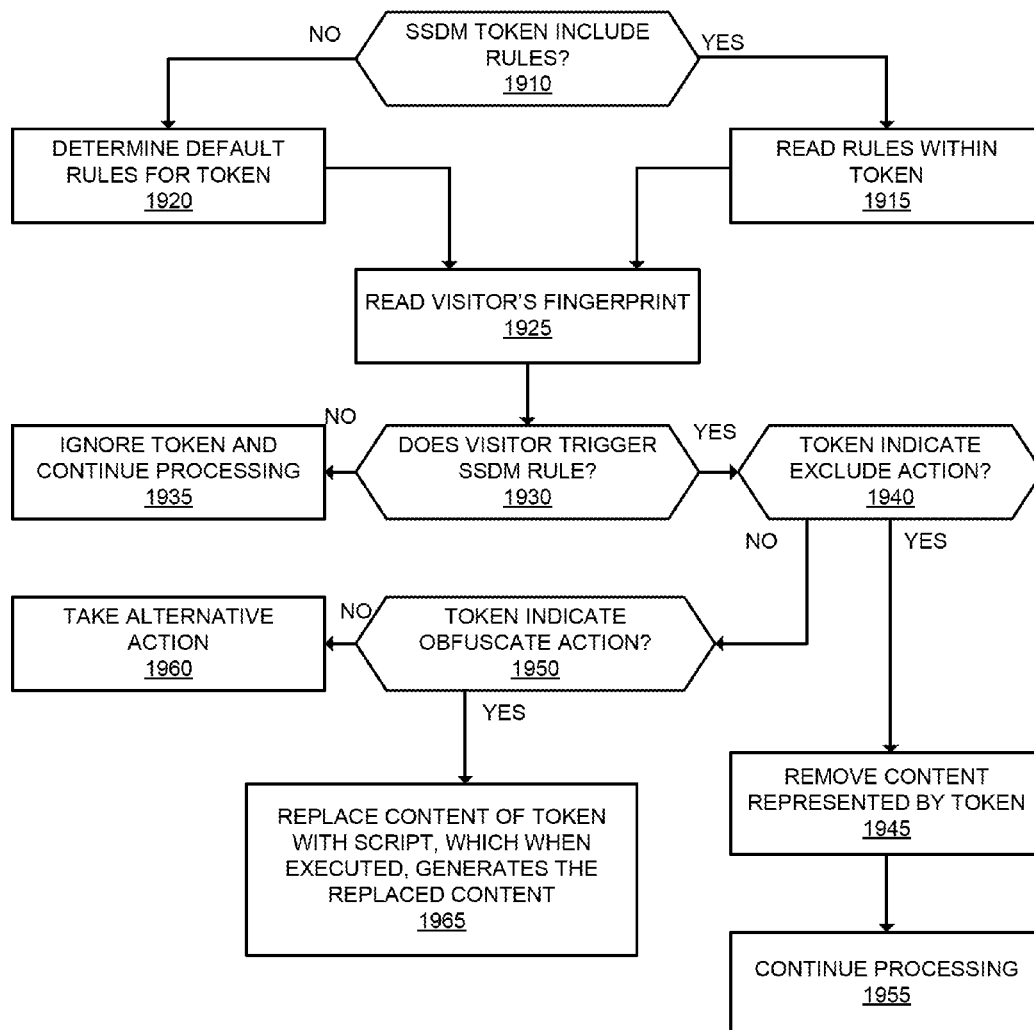 NO
SSDM TOKEN INCLUDE
RULES?
1910
YES
DETERMINE DEFAULT
RULES FOR TOKEN
1920
READ RULES WITHIN
TOKEN
1915
READ VISITOR'S FINGERPRINT
1925
NO
IGNORE TOKEN AND
CONTINUE PROCESSING
1935
DOES VISITOR TRIGGER
SSDM RULE?
1930
YES
TOKEN INDICATE
EXCLUDE ACTION?
1940
NO
YES
TAKE ALTERNATIVE
ACTION
1960
NO
TOKEN INDICATE
OBFUSCATE ACTION?
1950
YES
REPLACE CONTENT OF TOKEN
WITH SCRIPT, WHICH WHEN
EXECUTED, GENERATES THE
REPLACED CONTENT
1965
REMOVE CONTENT
REPRESENTED BY TOKEN
1945
CONTINUE PROCESSING
1955